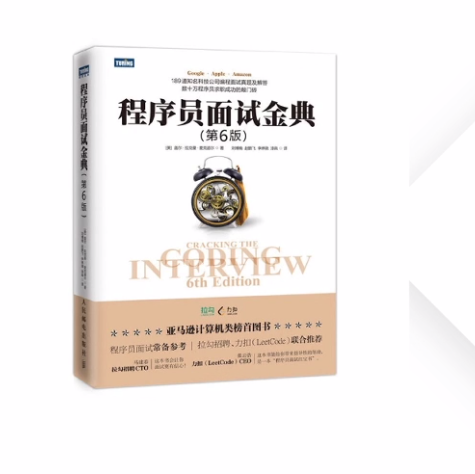 TURING
Google · Apple · Amazon
189道知名科技公司编程面试真题及解答
数十万程序员求职成功的敲门砖
程序员面试金典
(第6版)
CRACKING THE
CODING
INTERVIEW
6th Edition
力扣
亚马逊计算机类榜首图书
程序员面试常备参考 | 拉勾招聘、力扣(LeetCode)联合推荐
拉勾招聘CTO
力扣(LeetCode)CEO
程序员面试金典(第6版)